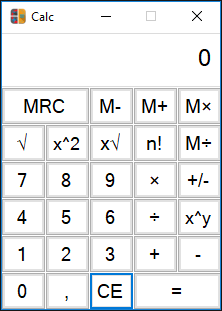 Calc
0
MRC M- M+ M×
√ x^2 x√ n! M÷
7 8 9 × +/-
4 5 6 ÷ x^y
1 2 3 + -
0 , CE =